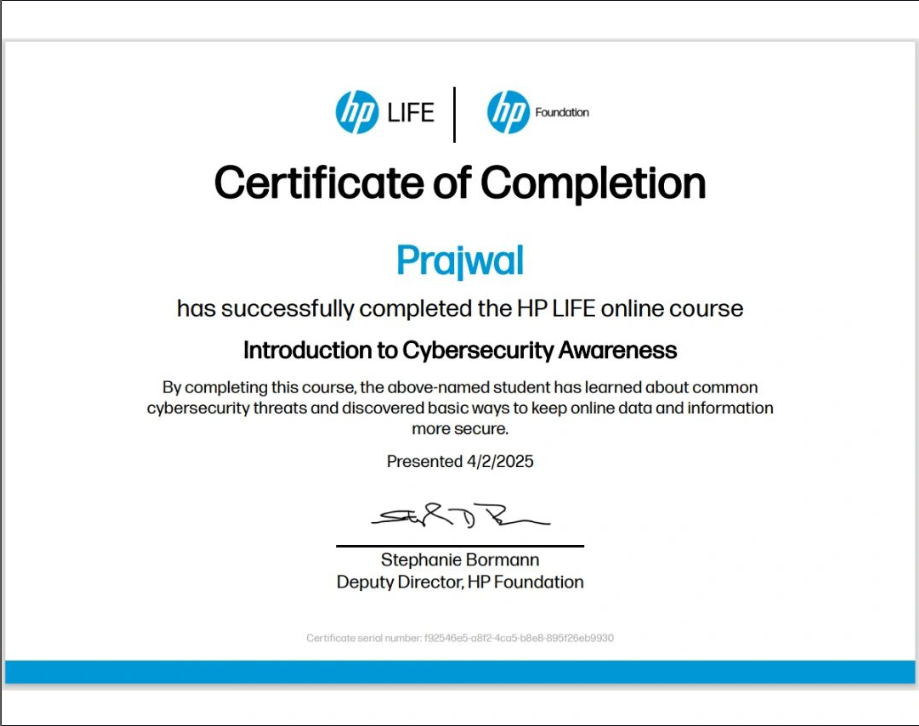 hp LIFE | hp Foundation
Certificate of Completion
Prajwal
has successfully completed the HP LIFE online course
Introduction to Cybersecurity Awareness
By completing this course, the above-named student has learned about common
cybersecurity threats and discovered basic ways to keep online data and information
more secure.
Presented 4/2/2025
Stephanie Bormann
Deputy Director, HP Foundation
Certificate serial number: f92546e5-a8f2-4ca5-b8e8-895f26eb9930